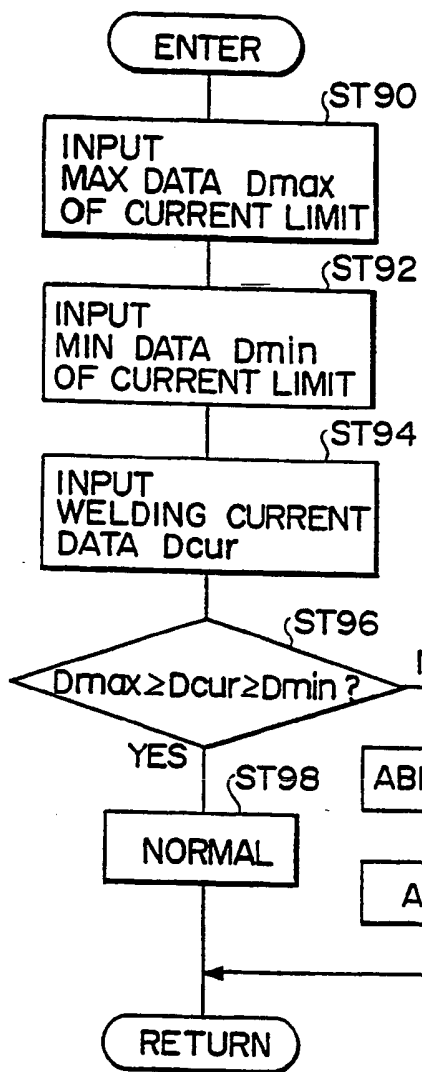 ENTER
ST90
INPUT
MAX DATA Dmax
OF CURRENT LIMIT
ST92
INPUT
MIN DATA Dmin
OF CURRENT LIMIT
ST94
INPUT
WELDING CURRENT
DATA Dcur
ST96
Dmax≥Dcur≥Dmin?
YES
ST98
NORMAL
RETURN